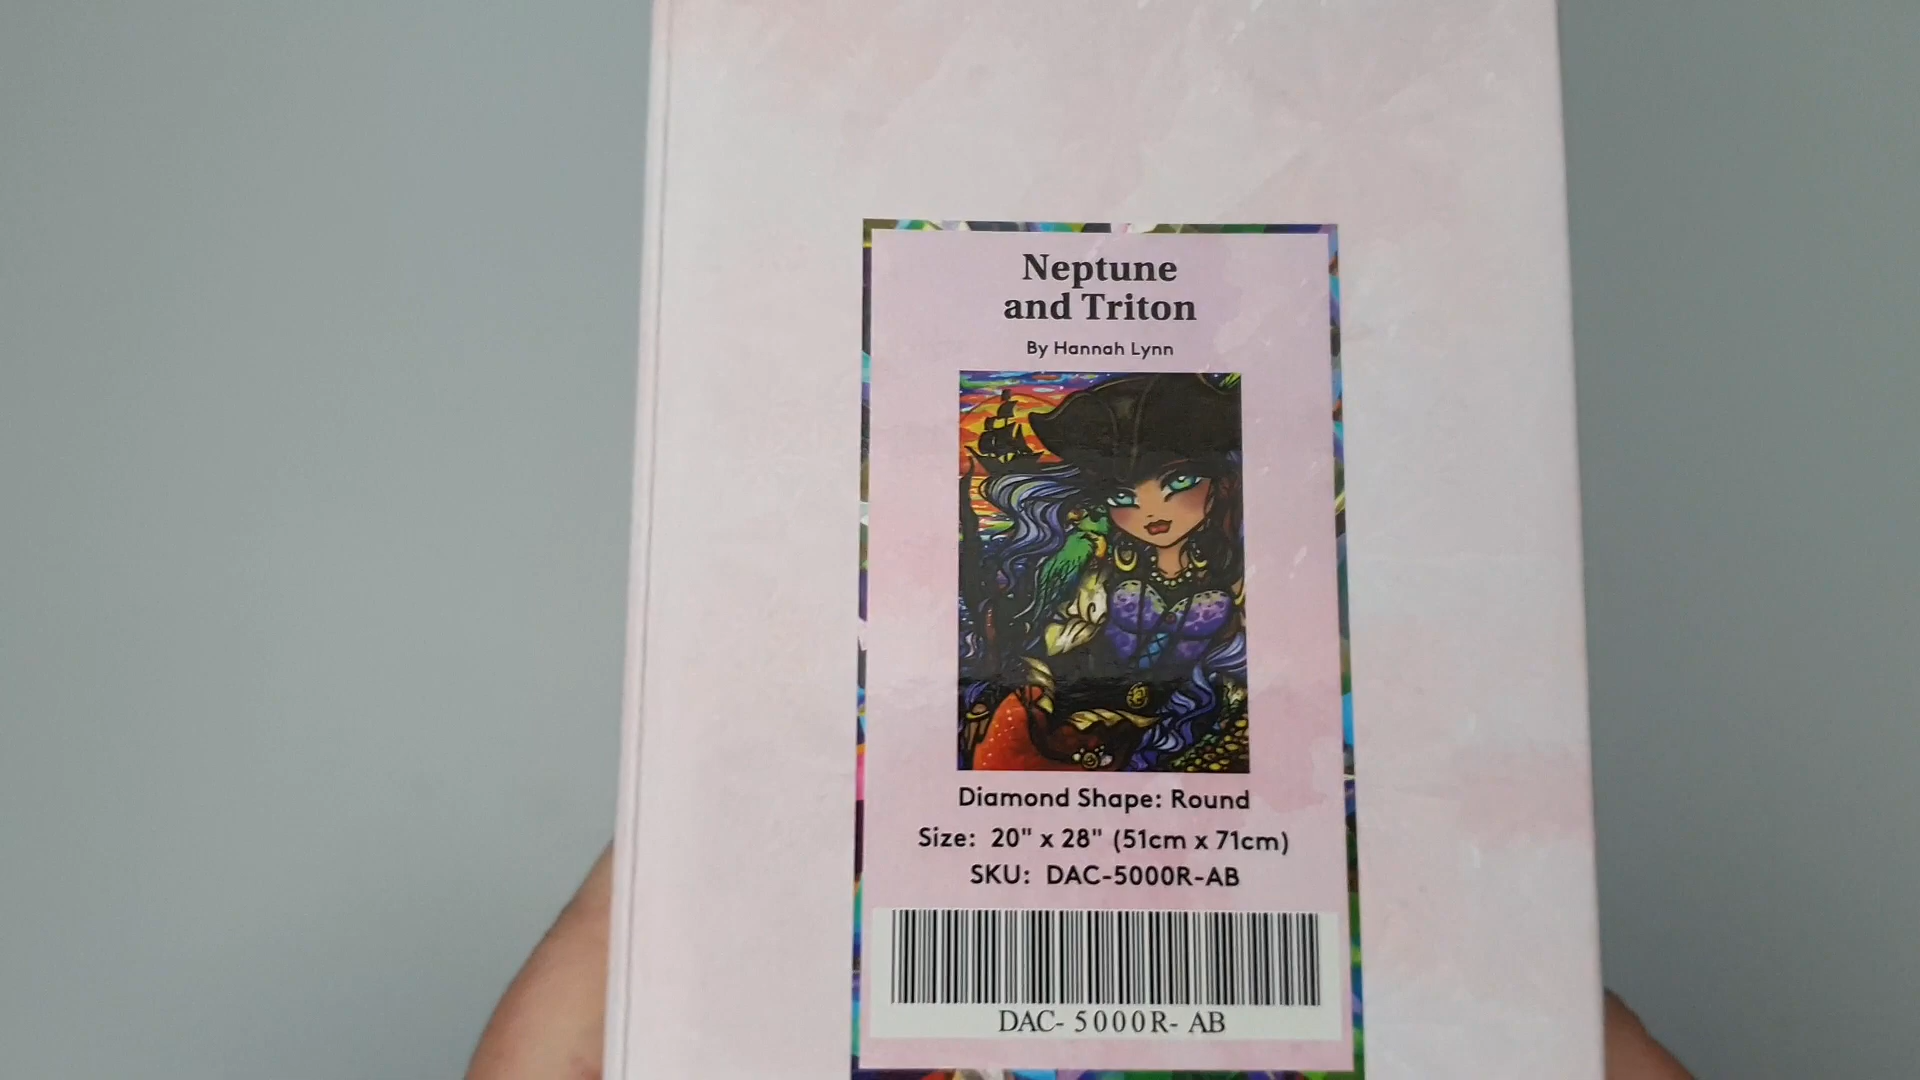 Neptune
and Triton
By Hannah Lynn
Diamond Shape: Round
Size: 20" x 28" (51cm x 71cm)
SKU: DAC-5000R-AB
DAC- 5000R- AB